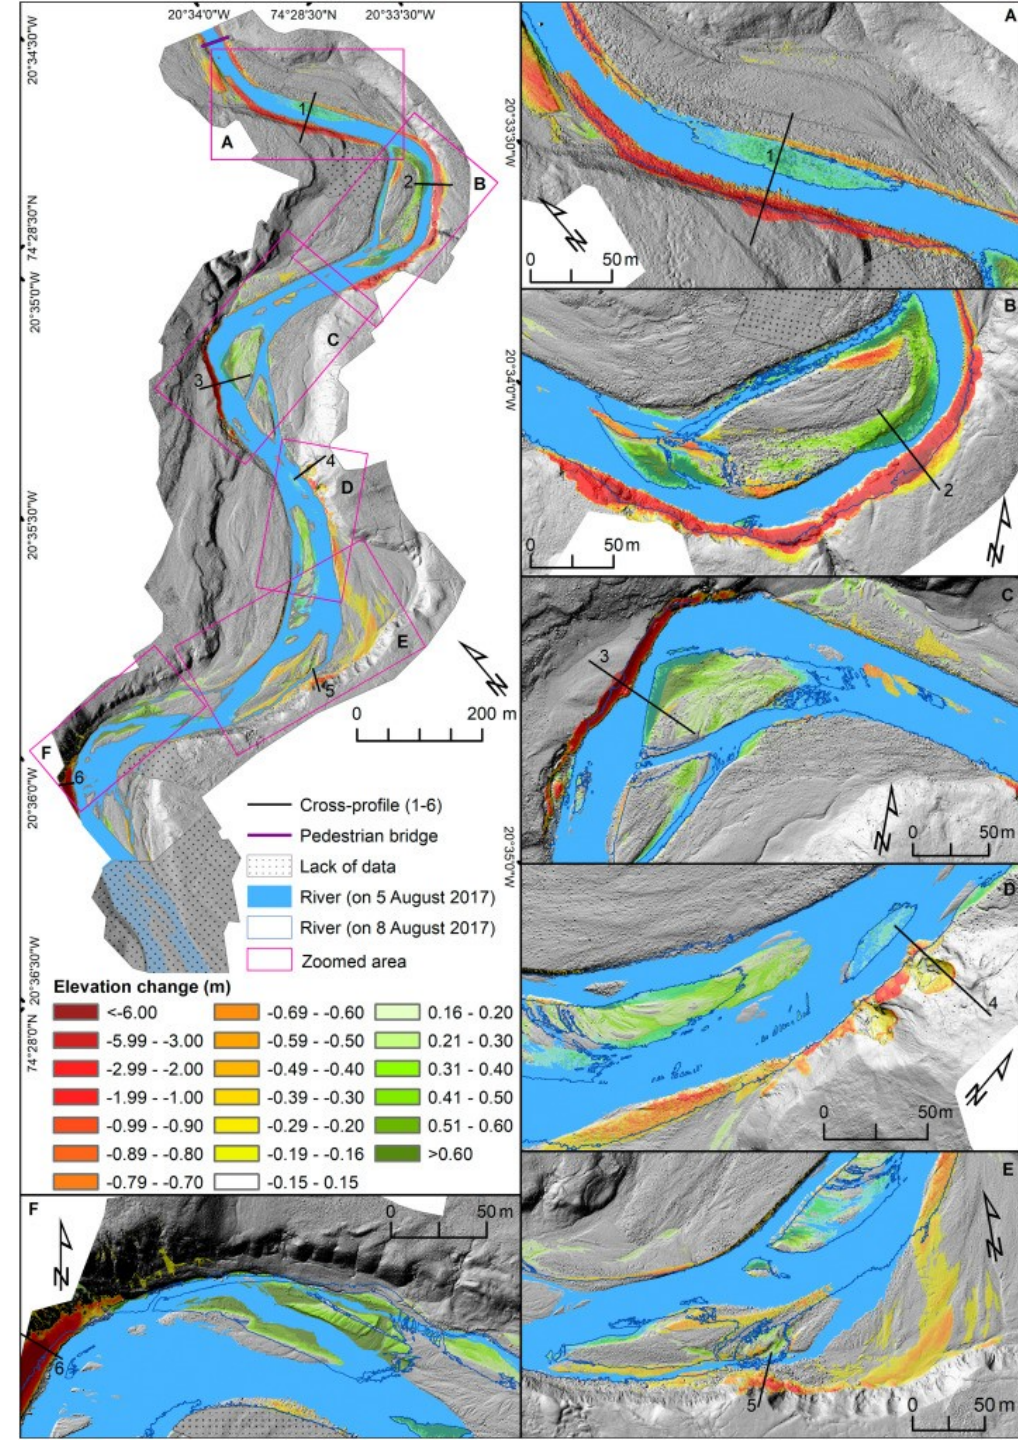 20°34'0"W
74°28'30"N
20°33'30"W
20°34'30"W
A
1
2
B
74°28'30"N
20°35'0"W
C
3
4
D
20°35'30"W
E
5
N
0 200 m
F
6
20°36'0"W
Cross-profile (1-6)
Pedestrian bridge
Lack of data
River (on 5 August 2017)
River (on 8 August 2017)
Zoomed area
20°36'30"W
74°28'0"N
Elevation change (m)
<-6.00
-5.99 - -3.00
-2.99 - -2.00
-1.99 - -1.00
-0.99 - -0.90
-0.89 - -0.80
-0.79 - -0.70
-0.69 - -0.60
-0.59 - -0.50
-0.49 - -0.40
-0.39 - -0.30
-0.29 - -0.20
-0.19 - -0.16
-0.15 - 0.15
0.16 - 0.20
0.21 - 0.30
0.31 - 0.40
0.41 - 0.50
0.51 - 0.60
>0.60
A
20°33'30"W
1
N
0 50 m
B
20°34'0"W
2
N
0 50 m
C
3
N
0 50 m
20°35'0"W
D
4
N
0 50 m
E
5
N
0 50 m
F
N
0 50 m
6